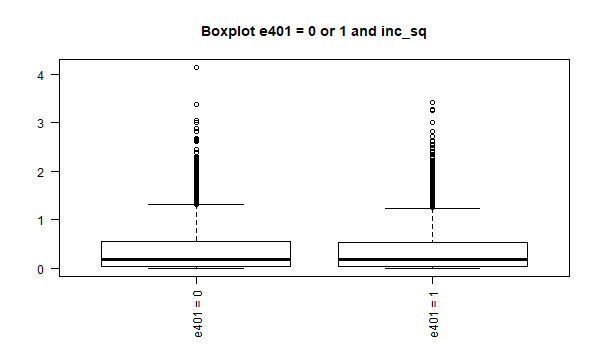 Boxplot e401 = 0 or 1 and inc_sq
4
3
2
1
0
e401 = 0
e401 = 1